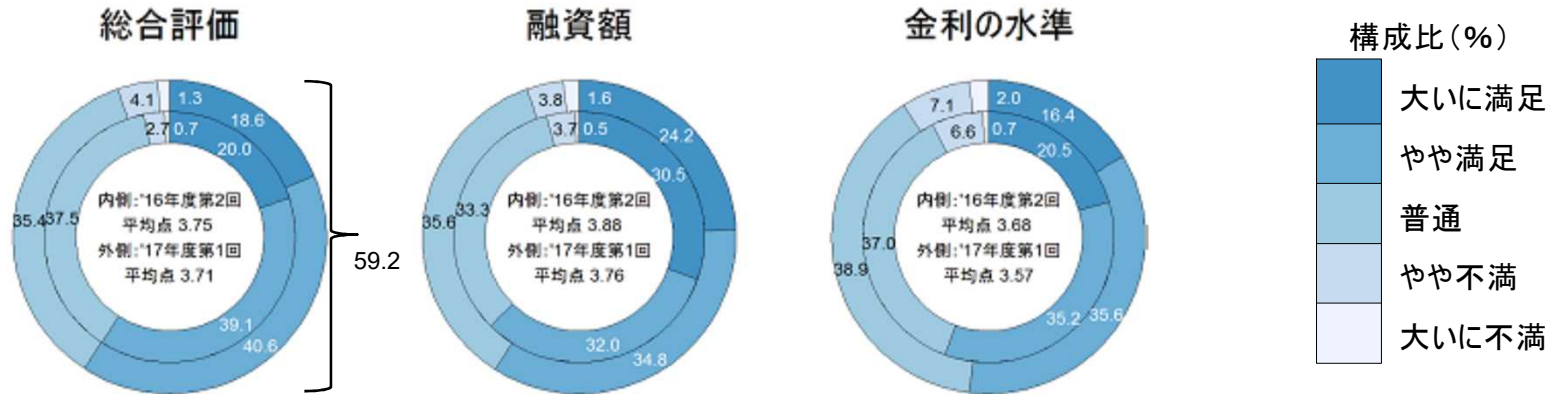 総合評価
4.1
1.3
18.6
2.7
0.7
20.0
35.4
37.5
内側:'16年度第2回
平均点 3.75
外側:'17年度第1回
平均点 3.71
39.1
40.6
59.2
融資額
3.8
1.6
24.2
3.7
0.5
30.5
35.6
33.3
内側:'16年度第2回
平均点 3.88
外側:'17年度第1回
平均点 3.76
32.0
34.8
金利の水準
7.1
2.0
16.4
6.6
0.7
20.5
37.0
38.9
内側:'16年度第2回
平均点 3.68
外側:'17年度第1回
平均点 3.57
35.2
35.6
構成比(%)
大いに満足
やや満足
普通
やや不満
大いに不満